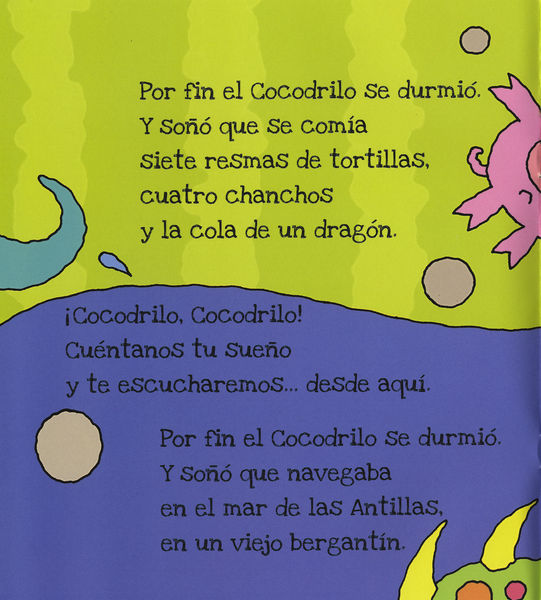 Por fin el Cocodrilo se durmió.
Y soñó que se comía
siete resmas de tortillas,
cuatro chanchos
y la cola de un dragón.
¡Cocodrilo, Cocodrilo!
Cuéntanos tu sueño
y te escucharemos... desde aquí.
Por fin el Cocodrilo se durmió.
Y soñó que navegaba
en el mar de las Antillas,
en un viejo bergantín.